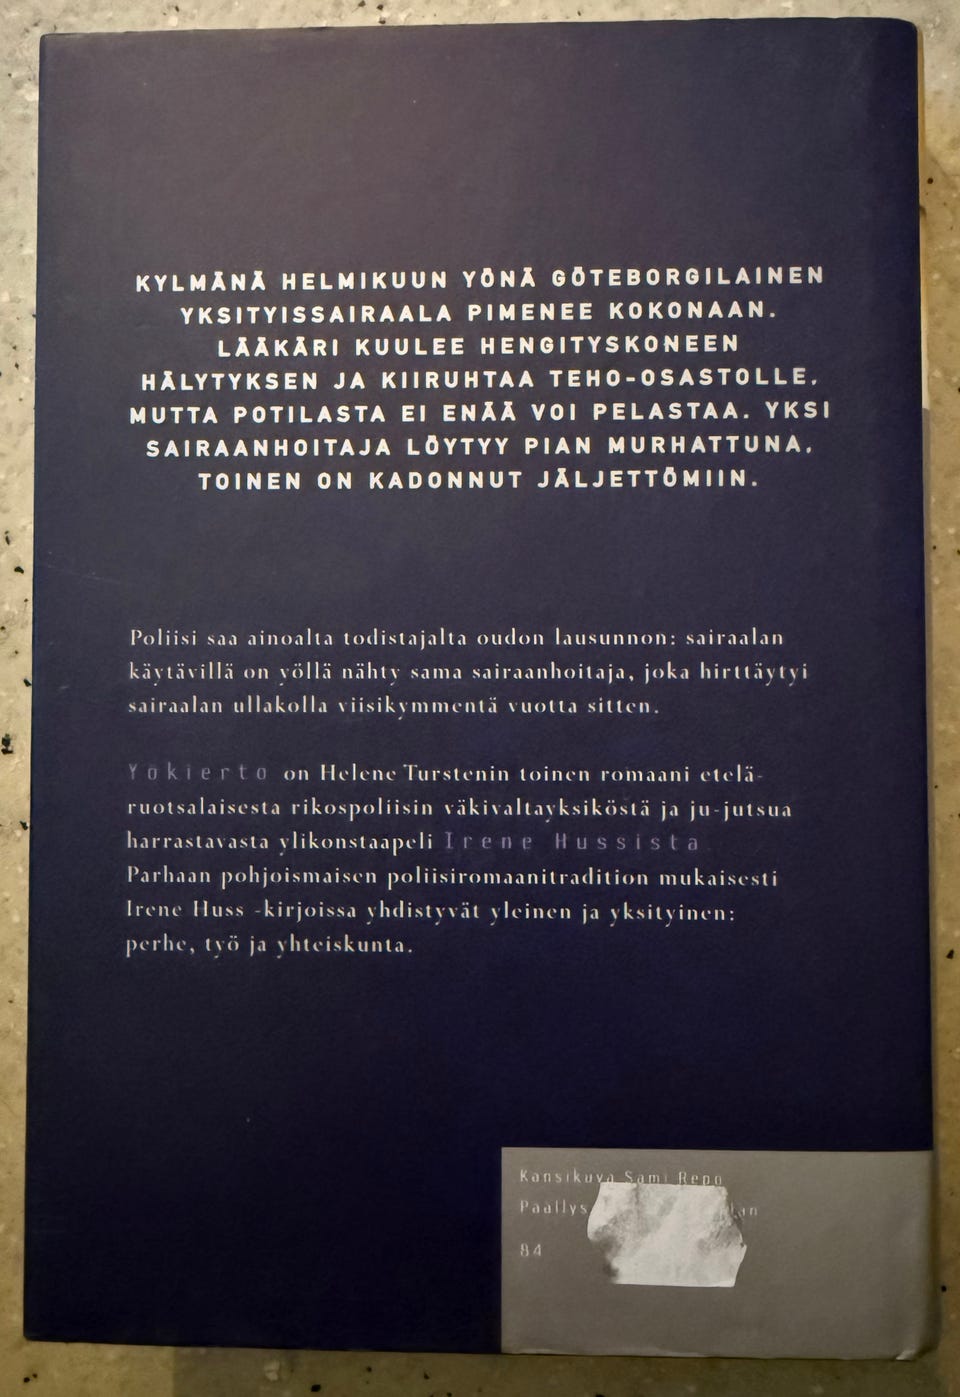 KYLMÄNÄ HELMIKUUN YÖNÄ GÖTEBORGILAINEN
YKSITYISSAIRAALA PIMENEE KOKONAAN.
LÄÄKÄRI KUULEE HENGITYSKONEEN
HÄLYTYKSEN JA KIIRUHTAA TEHO-OSASTOLLE,
MUTTA POTILASTA EI ENÄÄ VOI PELASTAA. YKSI
SAIRAANHOITAJA LÖYTYY PIAN MURHATTUNA,
TOINEN ON KADONNUT JÄLJETTÖMIIN.
Poliisi saa ainoalta todistajalta oudon lausunnon: sairaalan
käytävillä on yöllä nähty sama sairaanhoitaja, joka hirttäytyi
sairaalan ullakolla viisikymmentä vuotta sitten.
Yökierto on Helene Turstenin toinen romaani etelä-
ruotsalaisesta rikospoliisin väkivaltayksiköstä ja ju-jutsua
harrastavasta ylikonstaapeli Irene Hussista
Parhaan pohjoismaisen poliisiromaanitradition mukaisesti
Irene Huss -kirjoissa yhdistyvät yleinen ja yksityinen:
perhe, työ ja yhteiskunta.
Kansikuva Sami Repo
84